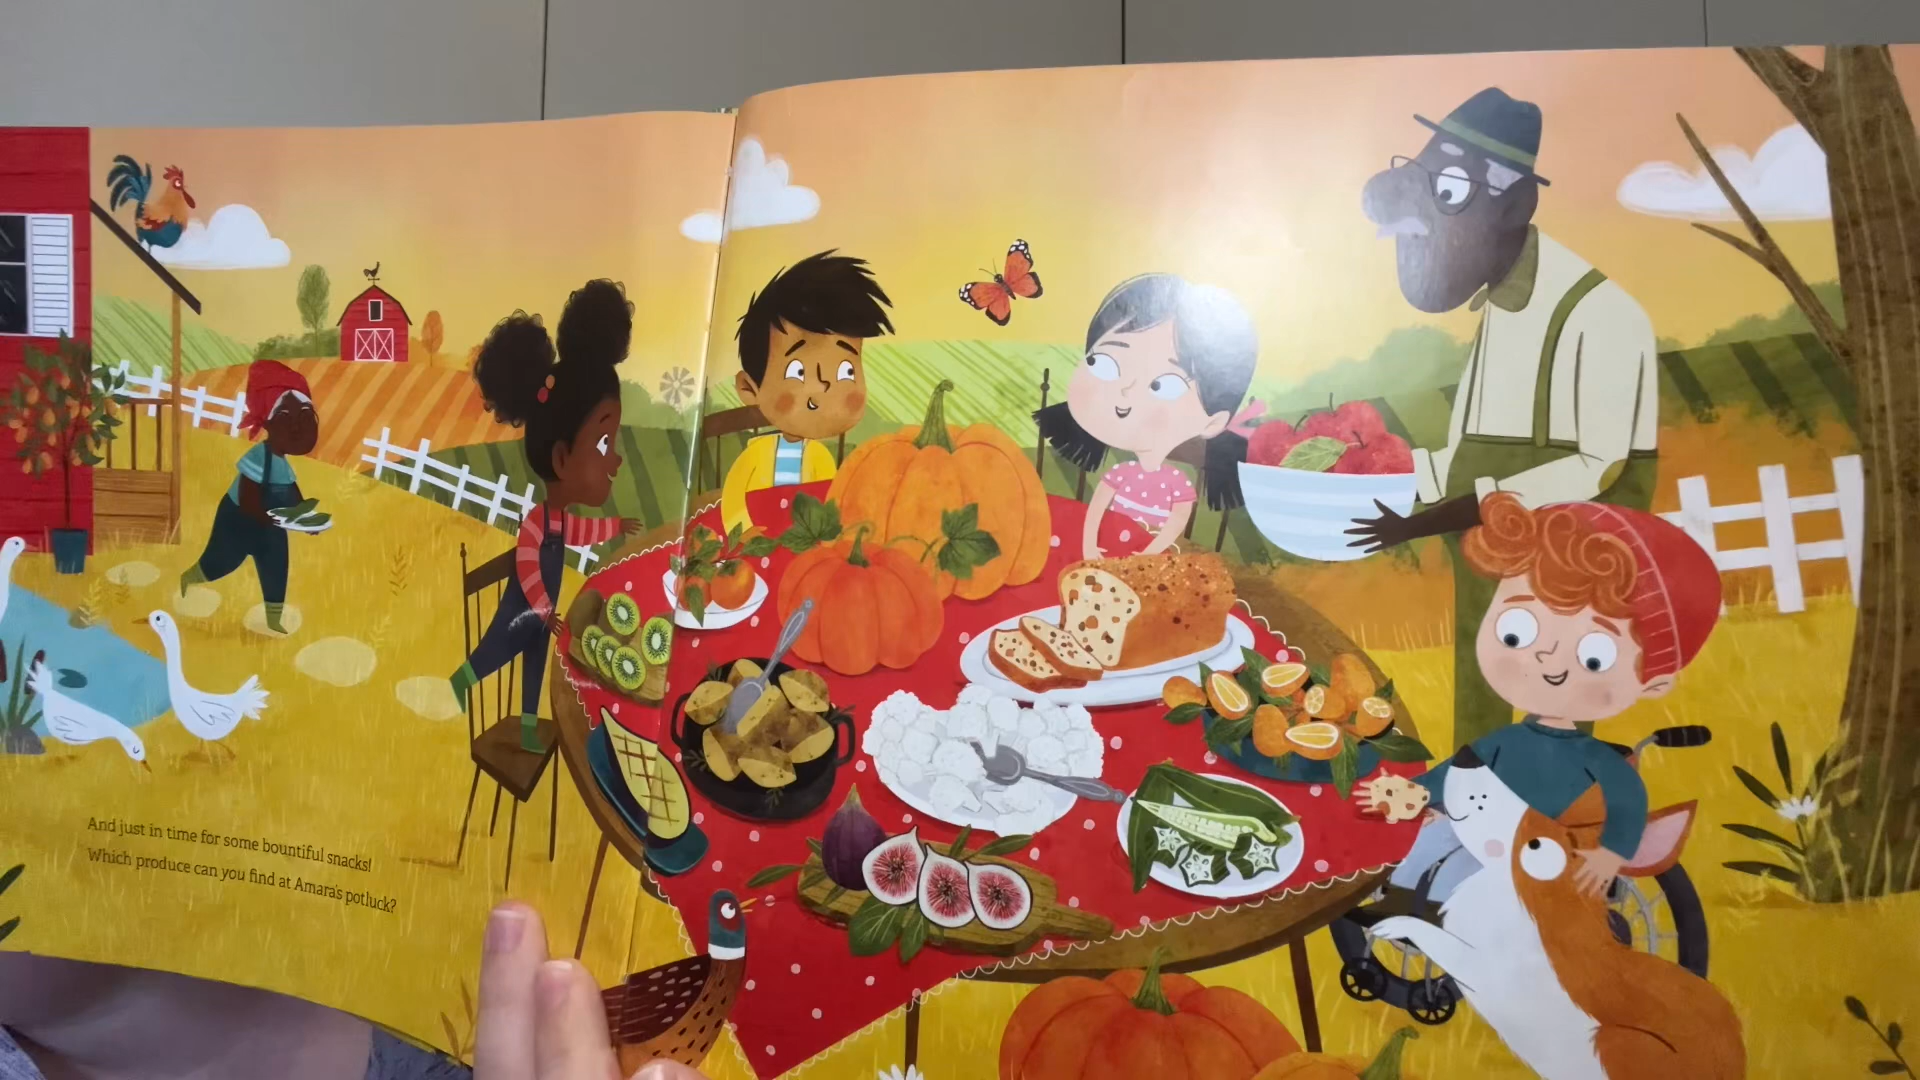 And just in time for some bountiful snacks!
Which produce can you find at Amara's potluck?